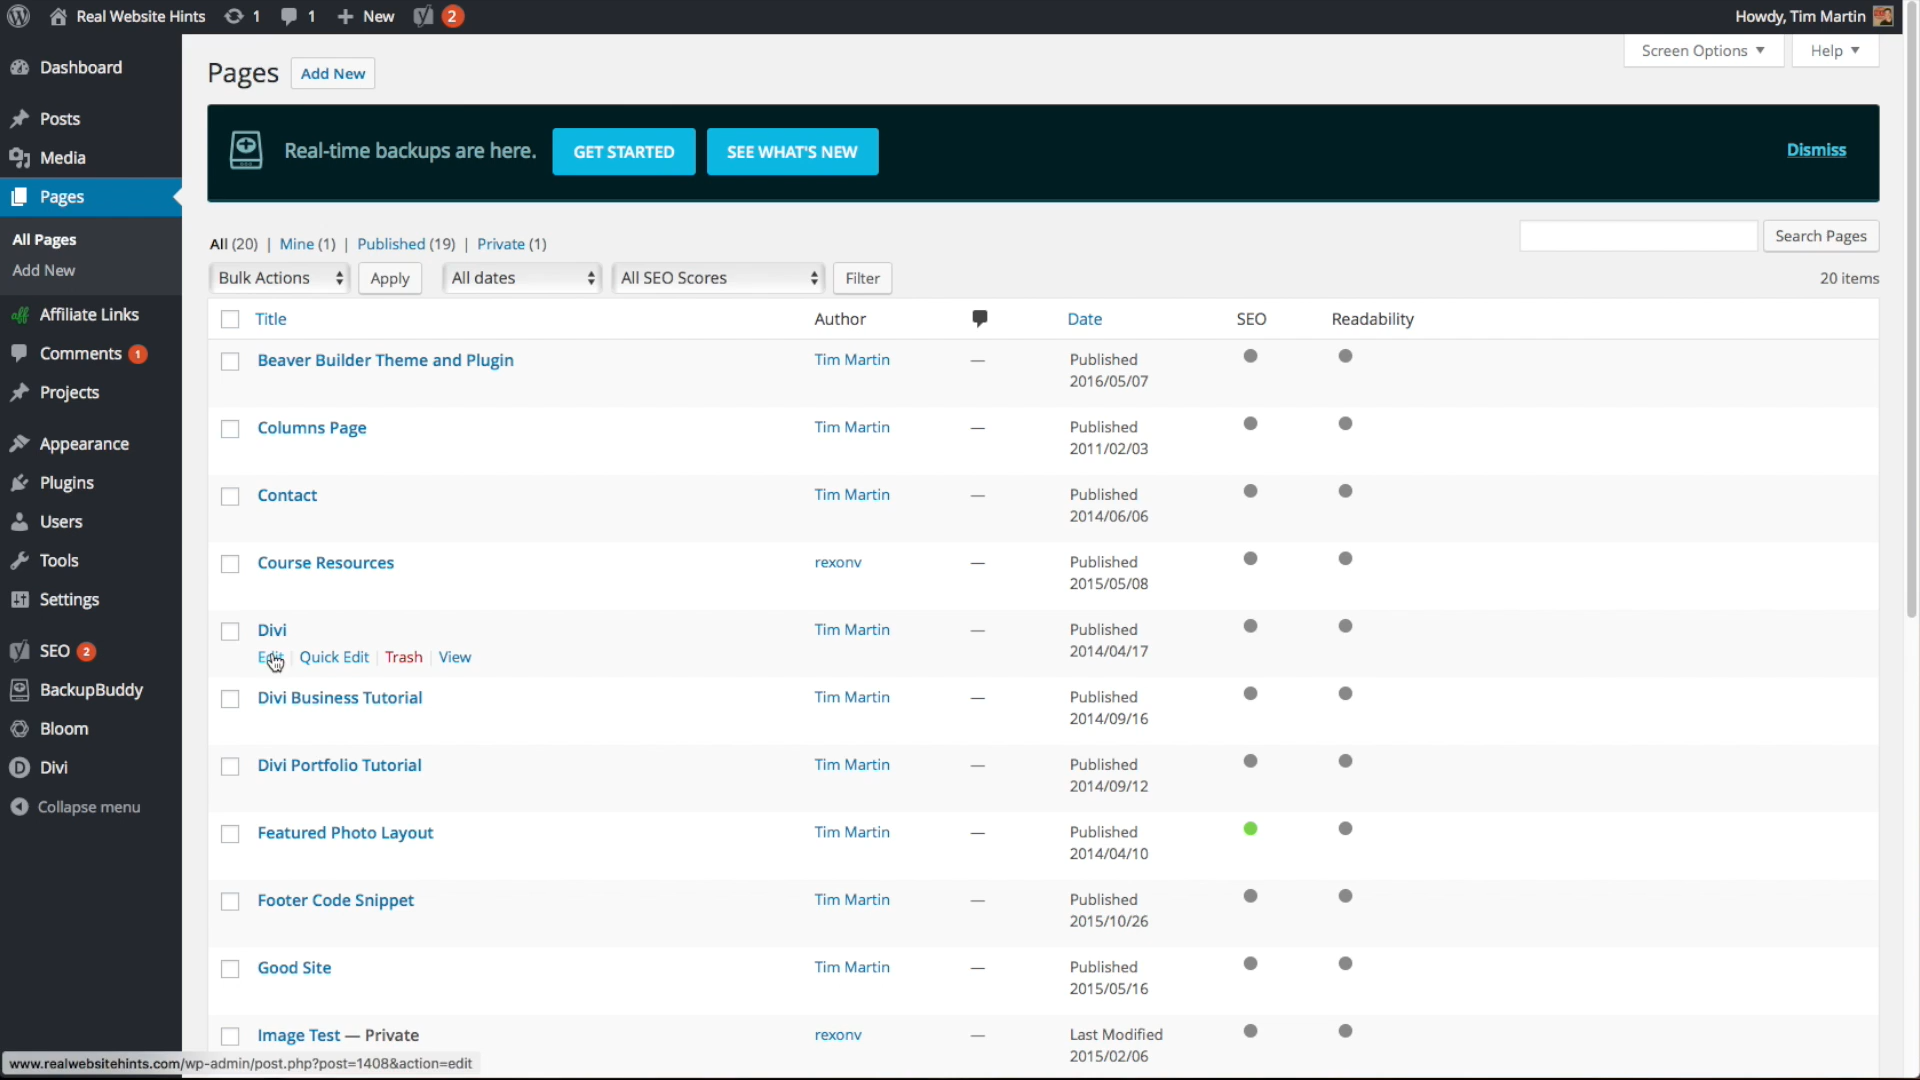 Real Website Hints 1 1 New 2 Howdy, Tim Martin
Screen Options Help
Dashboard
Posts
Media
Pages
All Pages
Add New
Affiliate Links
Comments 1
Projects
Appearance
Plugins
Users
Tools
Settings
SEO 2
BackupBuddy
Bloom
Divi
Collapse menu
Pages Add New
Real-time backups are here. GET STARTED SEE WHAT'S NEW Dismiss
All (20) | Mine (1) | Published (19) | Private (1) Search Pages
Bulk Actions Apply All dates All SEO Scores Filter 20 items
Title Author Date SEO Readability
Beaver Builder Theme and Plugin Tim Martin — Published
2016/05/07
Columns Page Tim Martin — Published
2011/02/03
Contact Tim Martin — Published
2014/06/06
Course Resources rexonv — Published
2015/05/08
Divi Tim Martin — Published
Edit | Quick Edit | Trash | View 2014/04/17
Divi Business Tutorial Tim Martin — Published
2014/09/16
Divi Portfolio Tutorial Tim Martin — Published
2014/09/12
Featured Photo Layout Tim Martin — Published
2014/04/10
Footer Code Snippet Tim Martin — Published
2015/10/26
Good Site Tim Martin — Published
2015/05/16
Image Test — Private rexonv — Last Modified
2015/02/06
www.realwebsitehints.com/wp-admin/post.php?post=1408&action=edit